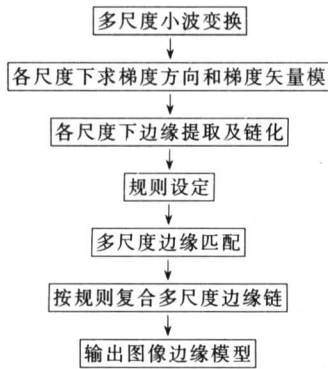 多尺度小波变换
各尺度下求梯度方向和梯度矢量模
各尺度下边缘提取及链化
规则设定
多尺度边缘匹配
按规则复合多尺度边缘链
输出图像边缘模型